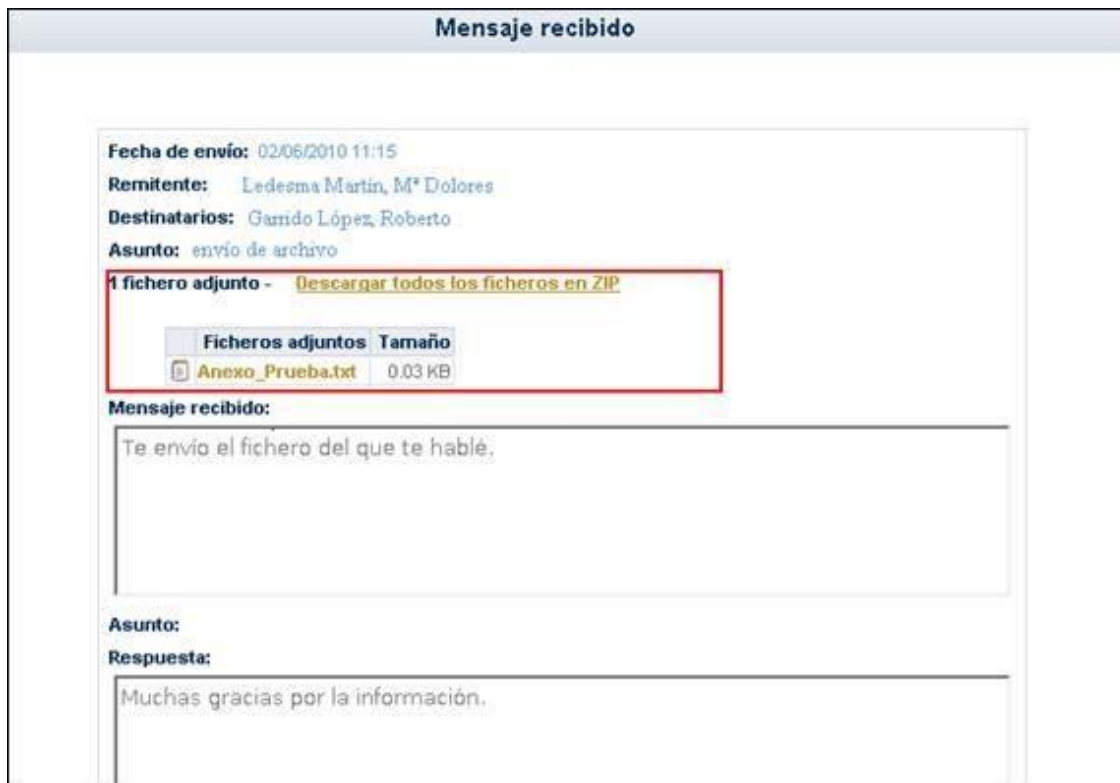 Mensaje recibido
Fecha de envío: 02/06/2010 11:15
Remitente: Ledesma Martín, Mª Dolores
Destinatarios: Garrido López, Roberto
Asunto: envío de archivo
1 fichero adjunto - Descargar todos los ficheros en ZIP
Ficheros adjuntos Tamaño
Anexo_Prueba.txt 0.03 KB
Mensaje recibido:
Te envío el fichero del que te hablé.
Asunto:
Respuesta:
Muchas gracias por la información.